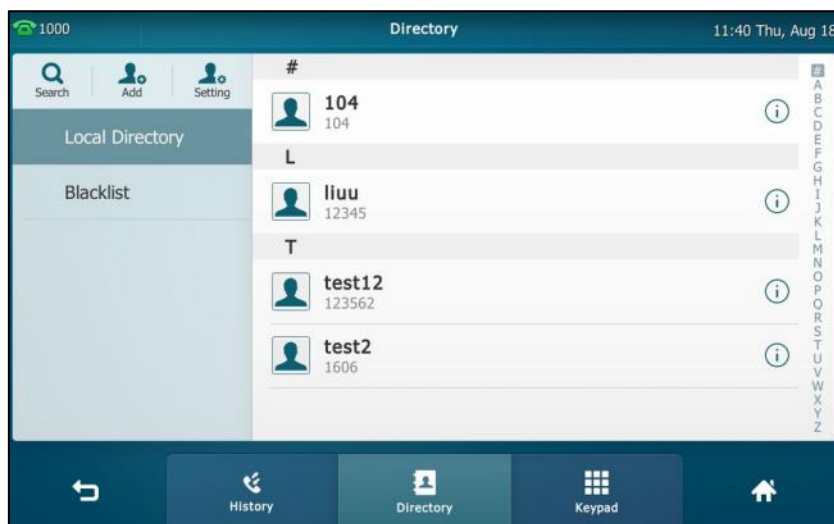 1000
Directory
11:40 Thu, Aug 18
Search Add Setting
Local Directory
Blacklist
#
104
104
L
liuu
12345
T
test12
123562
test2
1606
#
A
B
C
D
E
F
G
H
I
J
K
L
M
N
O
P
Q
R
S
T
U
V
W
X
Y
Z
History
Directory
Keypad